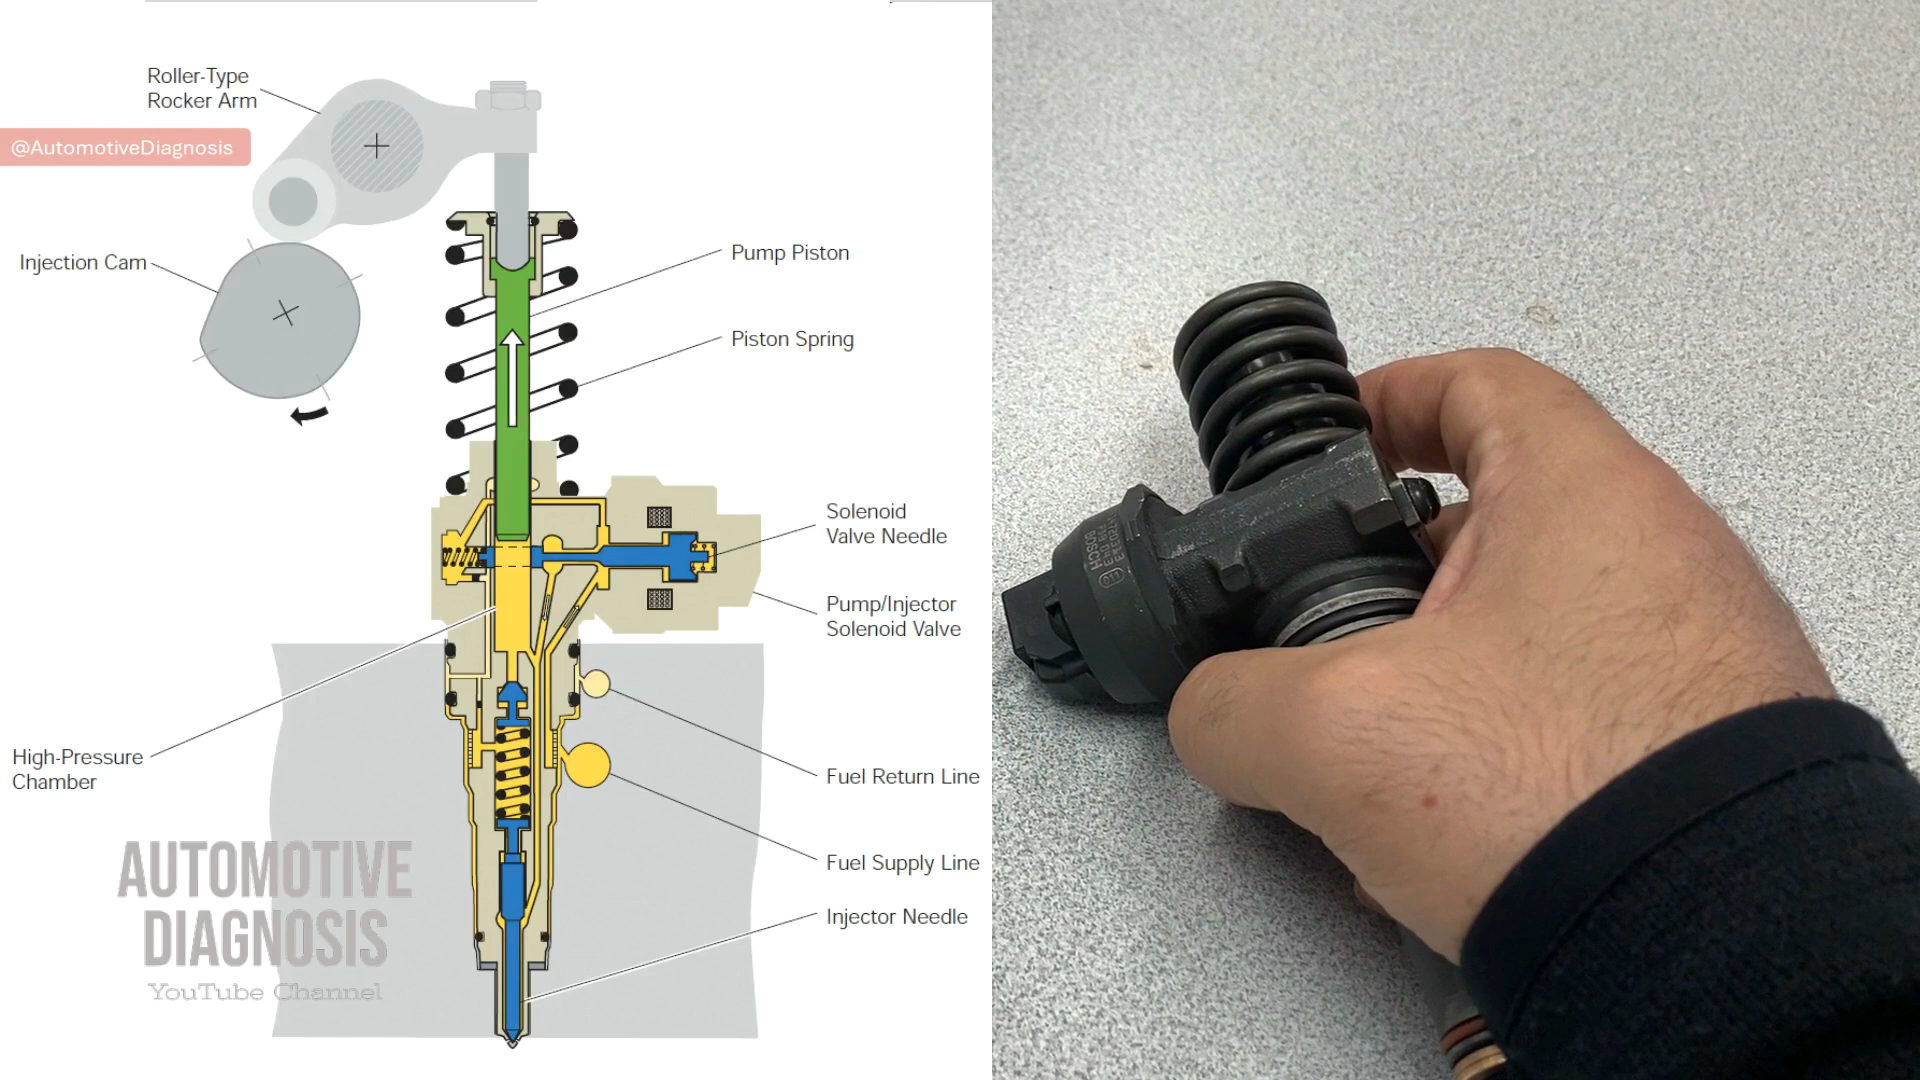 Roller-Type
Rocker Arm
@AutomotiveDiagnosis
Injection Cam
Pump Piston
Piston Spring
Solenoid
Valve Needle
Pump/Injector
Solenoid Valve
High-Pressure
Chamber
Fuel Return Line
Fuel Supply Line
Injector Needle
AUTOMOTIVE
DIAGNOSIS
YouTube Channel
BOSCH